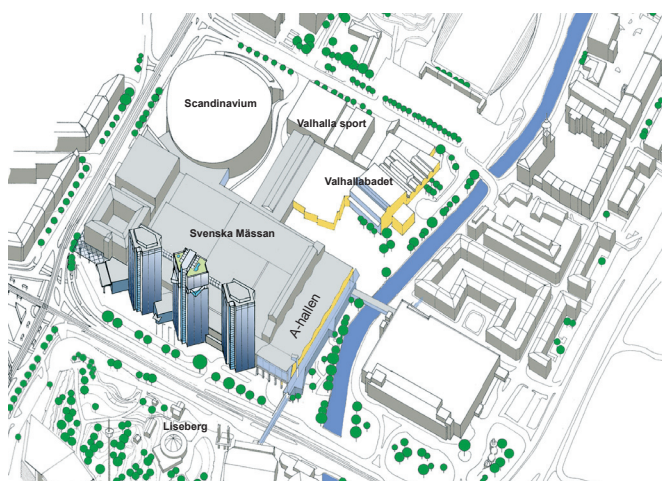 Scandinavium
Valhalla sport
Valhallabadet
Svenska Mässan
A-hallen
Liseberg